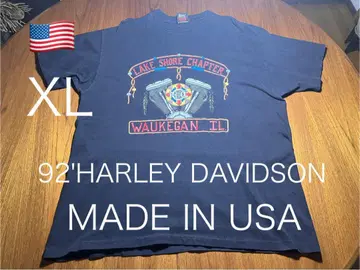 LAKE SHORE CHAPTER
WAUKEGAN IL
XL
92'HARLEY DAVIDSON
MADE IN USA